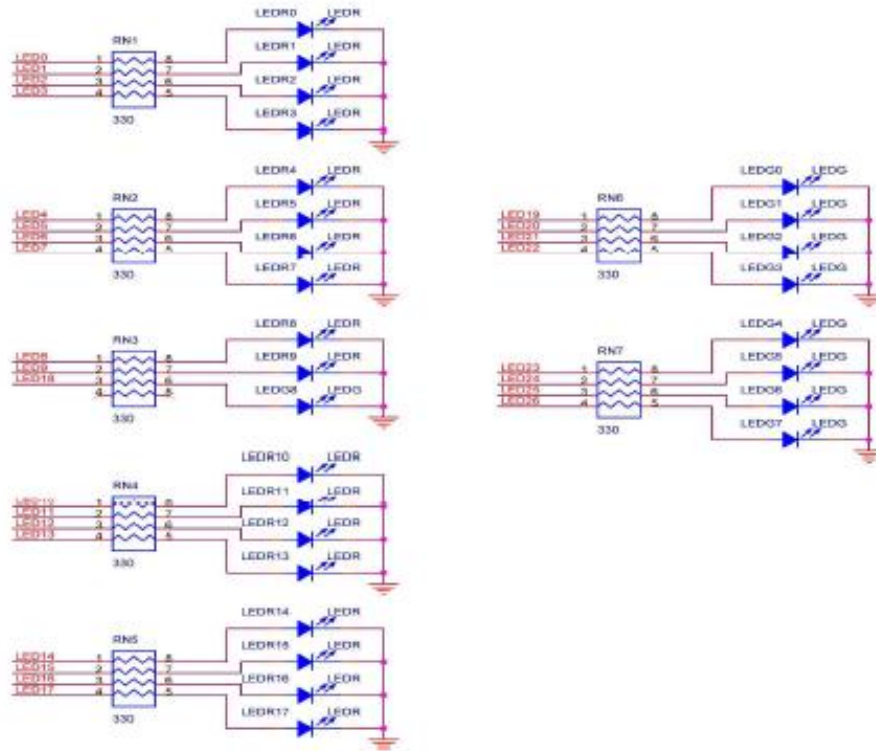 LEDR0 LEDR
RN1
LED0 1 8 LEDR1 LEDR
LED1 2 7
LED2 3 6 LEDR2 LEDR
LED3 4 5
330 LEDR3 LEDR
LEDR4 LEDR
RN2
LED4 1 8 LEDR5 LEDR
LED5 2 7
LED6 3 6 LEDR6 LEDR
LED7 4 5
330 LEDR7 LEDR
LEDG0 LEDG
RN6
LED19 1 8 LEDG1 LEDG
LED20 2 7
LED21 3 6 LEDG2 LEDG
LED22 4 5
330 LEDG3 LEDG
LEDR8 LEDR
RN3
LED8 1 8 LEDR9 LEDR
LED9 2 7
LED18 3 6 LEDG8 LEDG
4 5
330
LEDG4 LEDG
RN7
LED23 1 8 LEDG5 LEDG
LED24 2 7
LED25 3 6 LEDG6 LEDG
LED26 4 5
330 LEDG7 LEDG
LEDR10 LEDR
RN4
1 8 LEDR11 LEDR
LED11 2 7
LED12 3 6 LEDR12 LEDR
LED13 4 5
330 LEDR13 LEDR
LEDR14 LEDR
RN5
LED14 1 8 LEDR15 LEDR
LED15 2 7
LED16 3 6 LEDR16 LEDR
LED17 4 5
330 LEDR17 LEDR